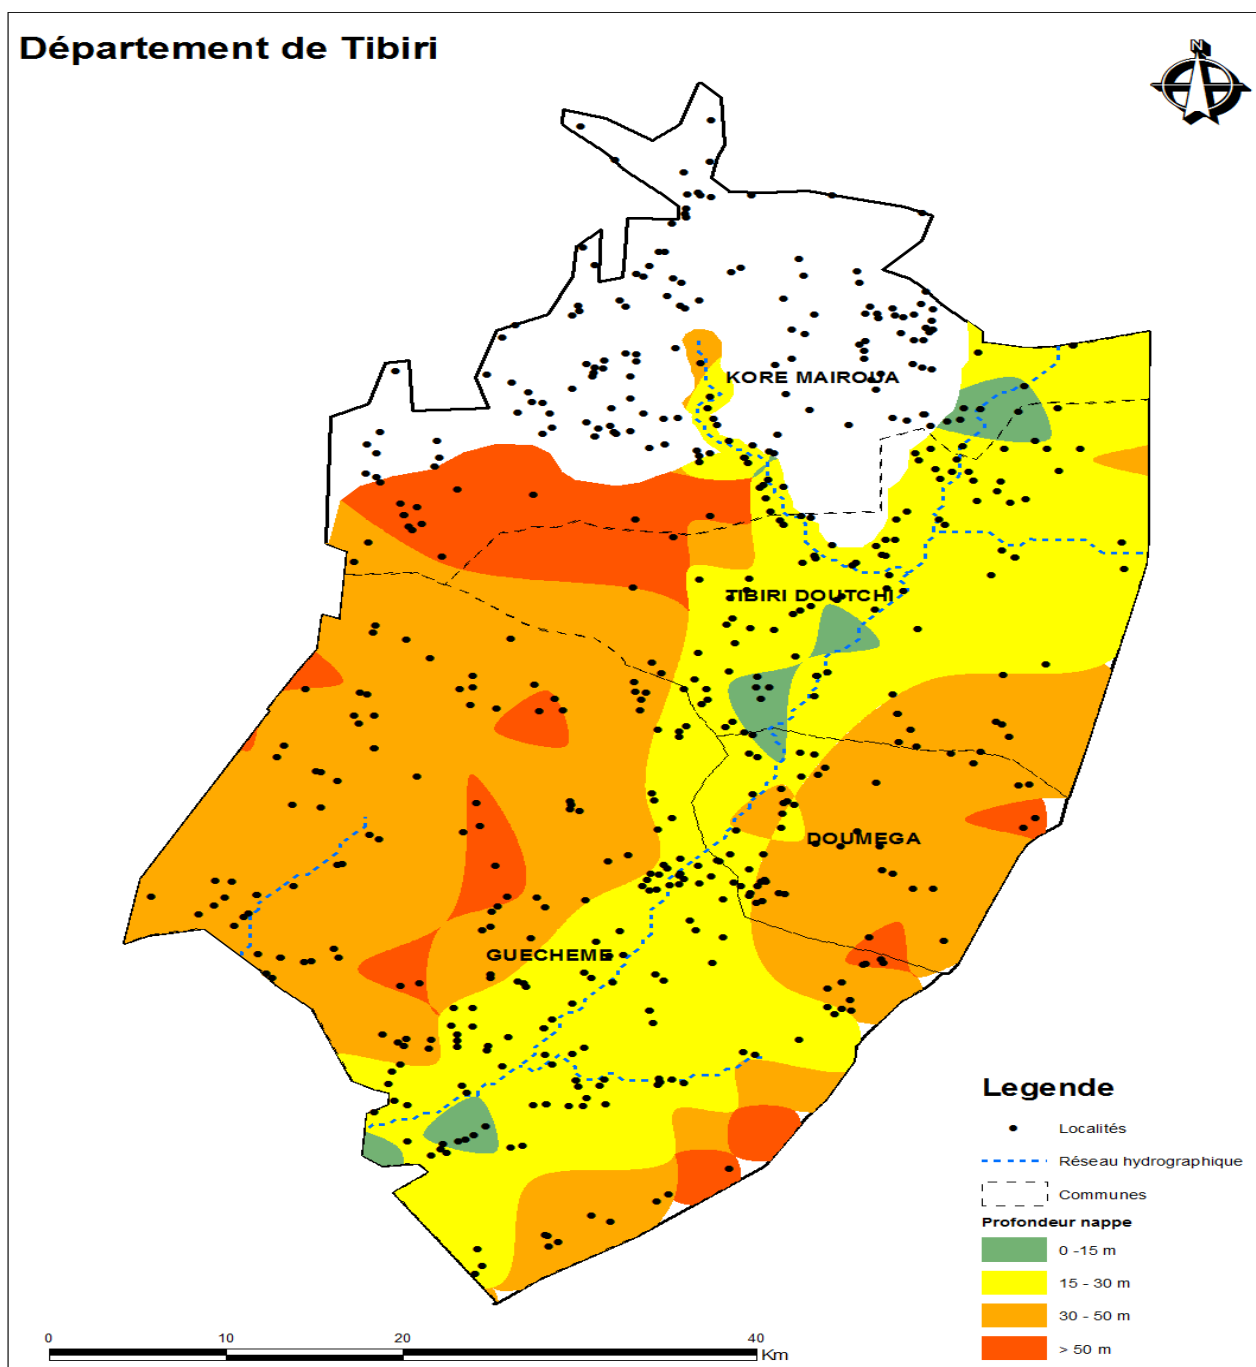 Département de Tibiri
N
KORE MAIROUA
TIBIRI DOUTCHI
DOUMEGA
GUECHEME
Legende
Localités
Réseau hydrographique
Communes
Profondeur nappe
0 -15 m
15 - 30 m
30 - 50 m
> 50 m
0 10 20 40
Km